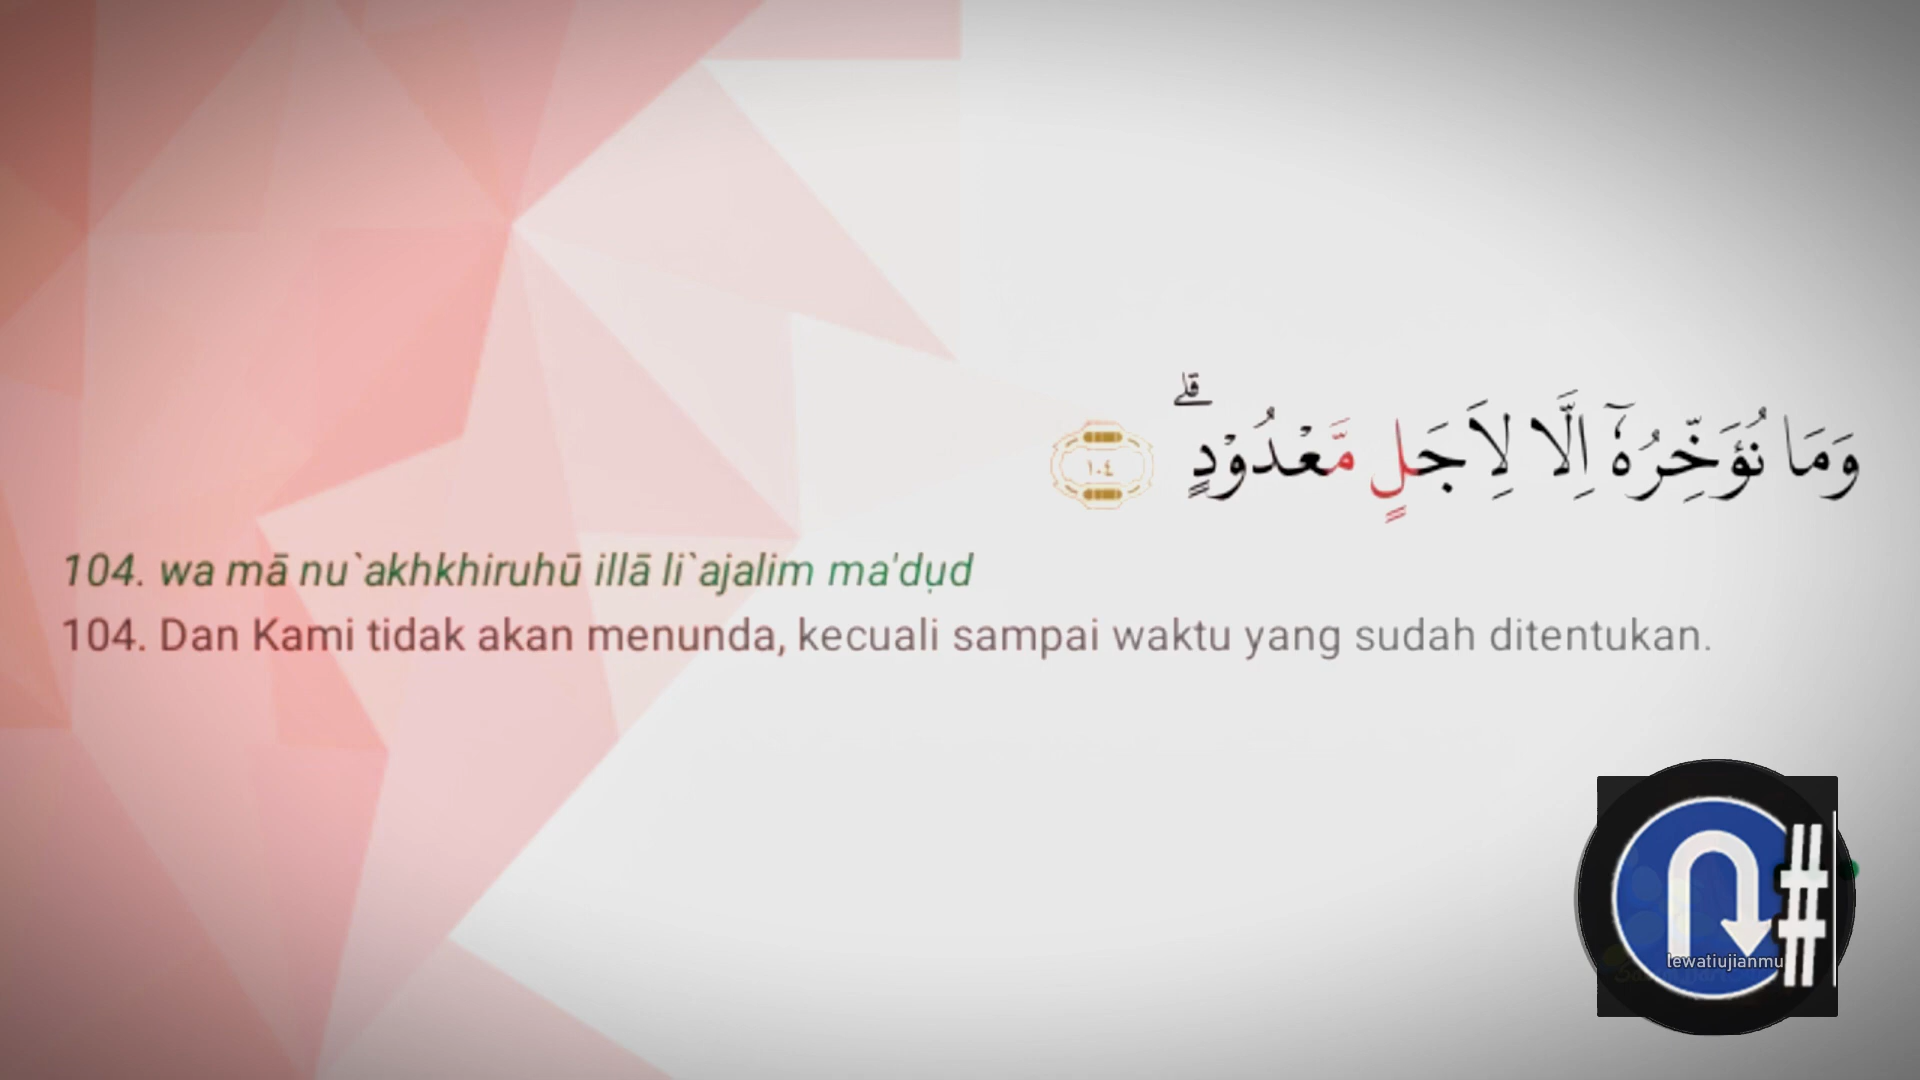 وَمَا نُؤَخِّرُهٗٓ اِلَّا لِاَجَلٍ مَّعْدُوْدٍۗ ١٠٤
104. wa mā nu`akhkhiruhū illā li`ajalim ma'dụd
104. Dan Kami tidak akan menunda, kecuali sampai waktu yang sudah ditentukan.
#
lewatiujianmu